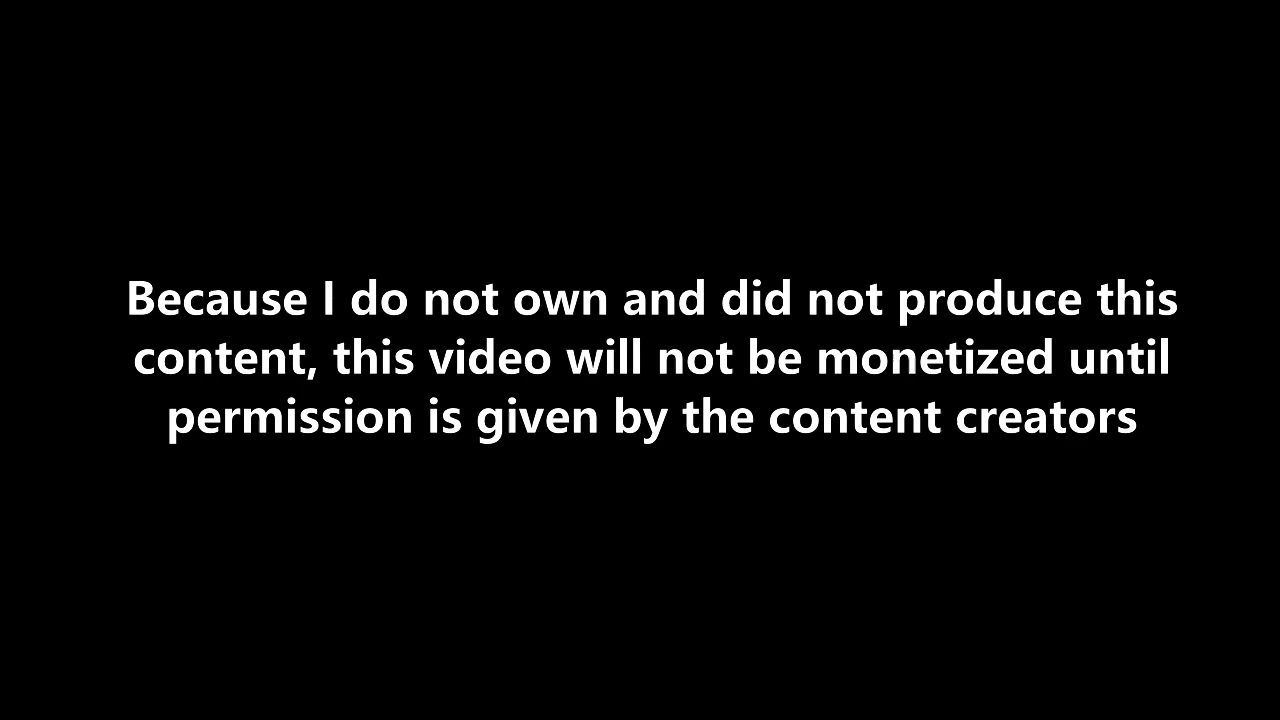 Because I do not own and did not produce this
content, this video will not be monetized until
permission is given by the content creators